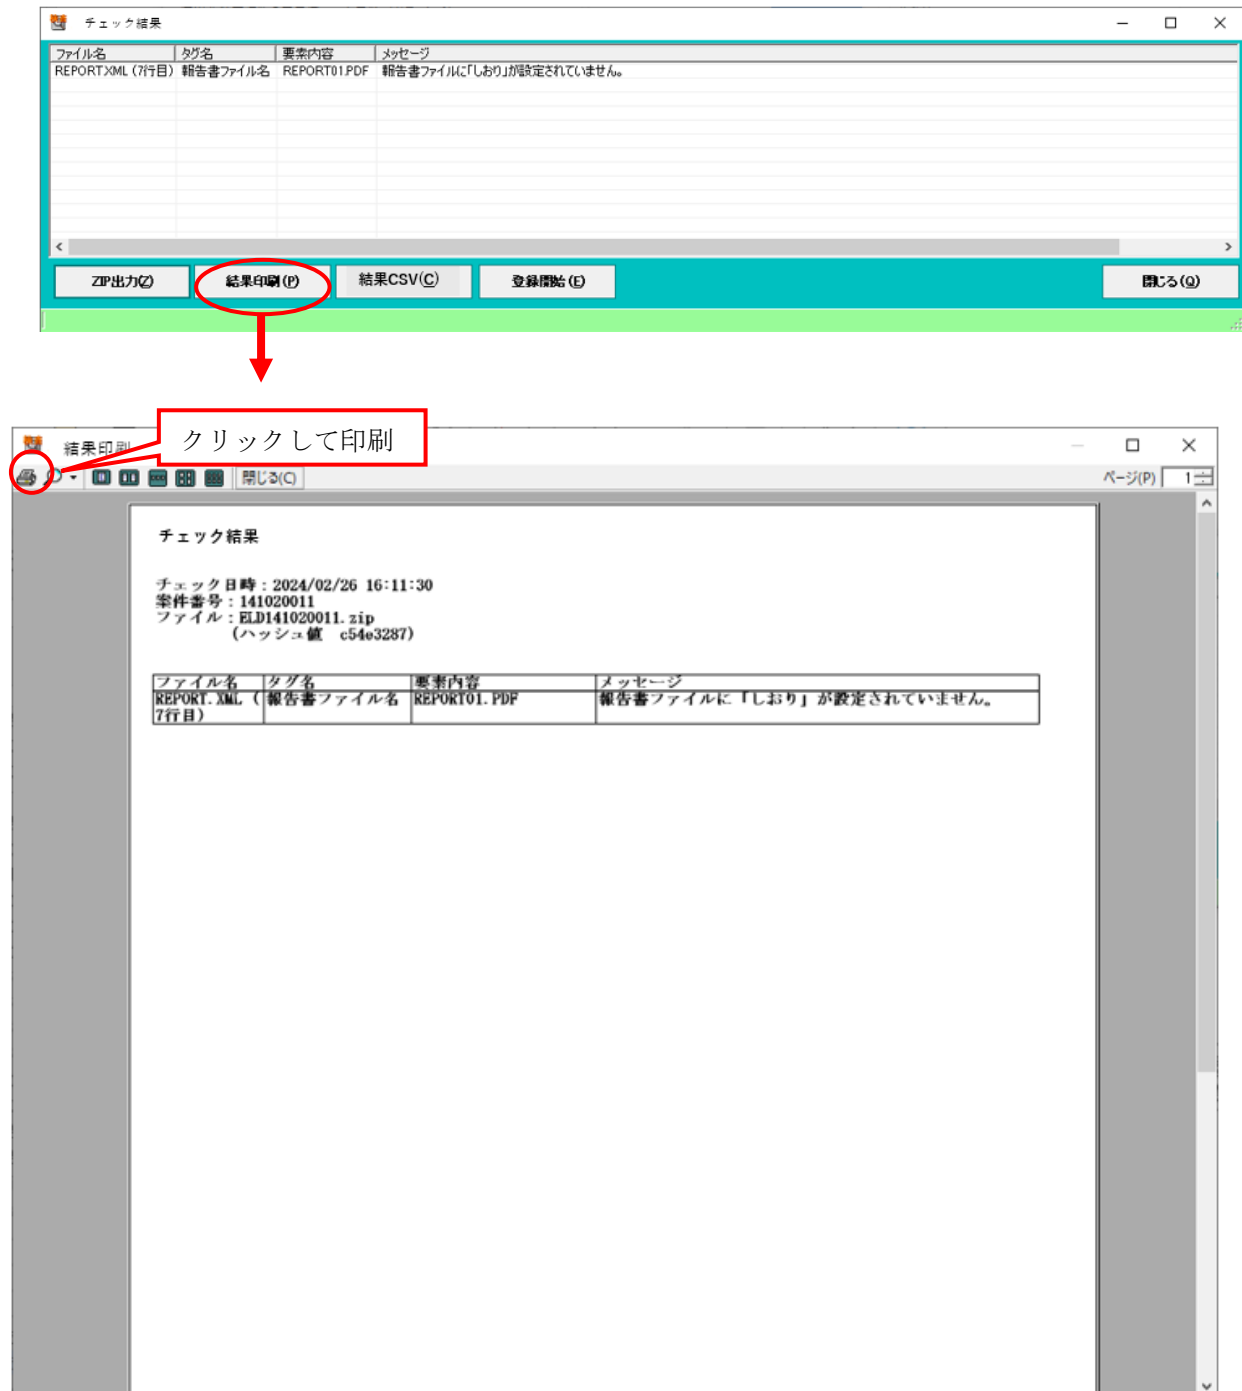 チェック結果
ファイル名 タグ名 要素内容 メッセージ
REPORT.XML (7行目) 報告書ファイル名 REPORT01.PDF 報告書ファイルに「しおり」が設定されていません。
ZIP出力(Z) 結果印刷(P) 結果CSV(C) 登録開始(E) 閉じる(Q)
クリックして印刷
結果印刷
閉じる(C) ページ(P) 1
チェック結果
チェック日時：2024/02/26 16:11:30
案件番号：141020011
ファイル：ELD141020011.zip
(ハッシュ値 c54e3287)
ファイル名 タグ名 要素内容 メッセージ
REPORT.XML ( 報告書ファイル名 REPORT01.PDF 報告書ファイルに「しおり」が設定されていません。
7行目)